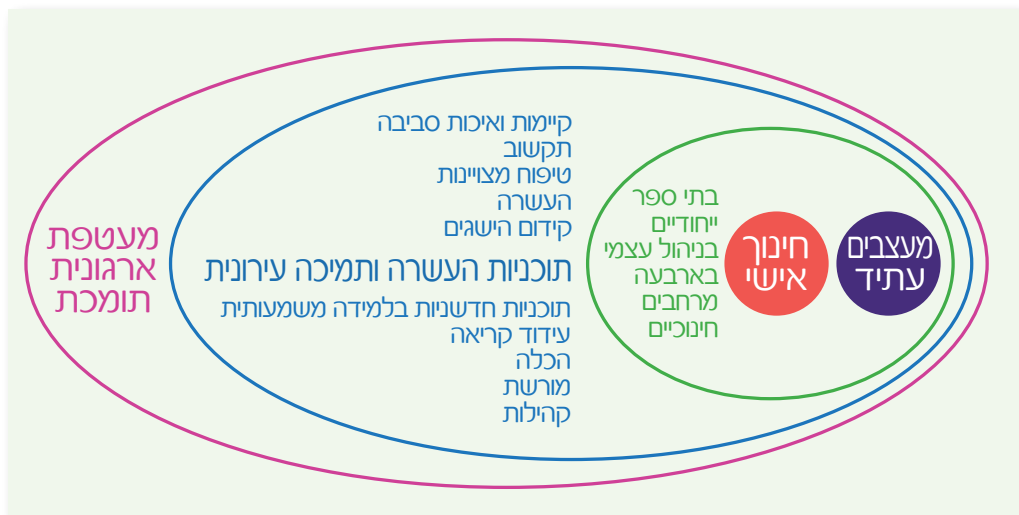 מעצבים
עתיד
חינוך
אישי
בתי ספר
ייחודיים
בניהול עצמי
בארבעה
מרחבים
חינוכיים
קיימות ואיכות סביבה
תקשוב
טיפוח מצויינות
העשרה
קידום הישגים
תוכניות העשרה ותמיכה עירונית
תוכניות חדשניות בלמידה משמעותית
עידוד קריאה
הכלה
מורשת
קהילות
מעטפת
ארגונית
תומכת